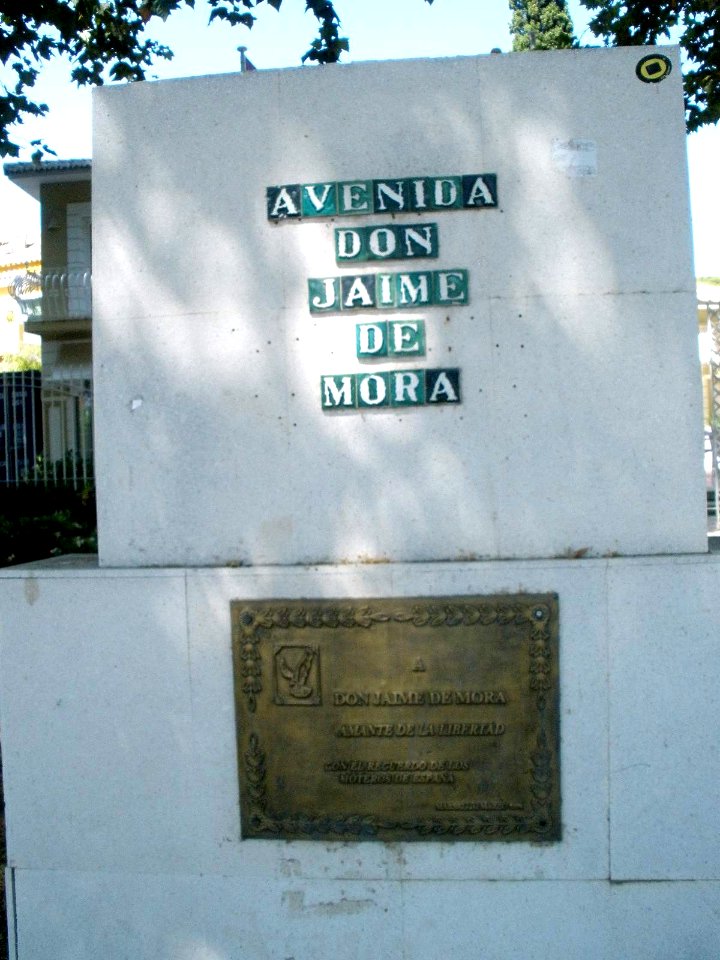 AVENIDA
DON
JAIME
DE
MORA
A
DON JAIME DE MORA
AMANTE DE LA LIBERTAD
CON EL RECUERDO DE LOS
MOTEROS DE ESPAÑA